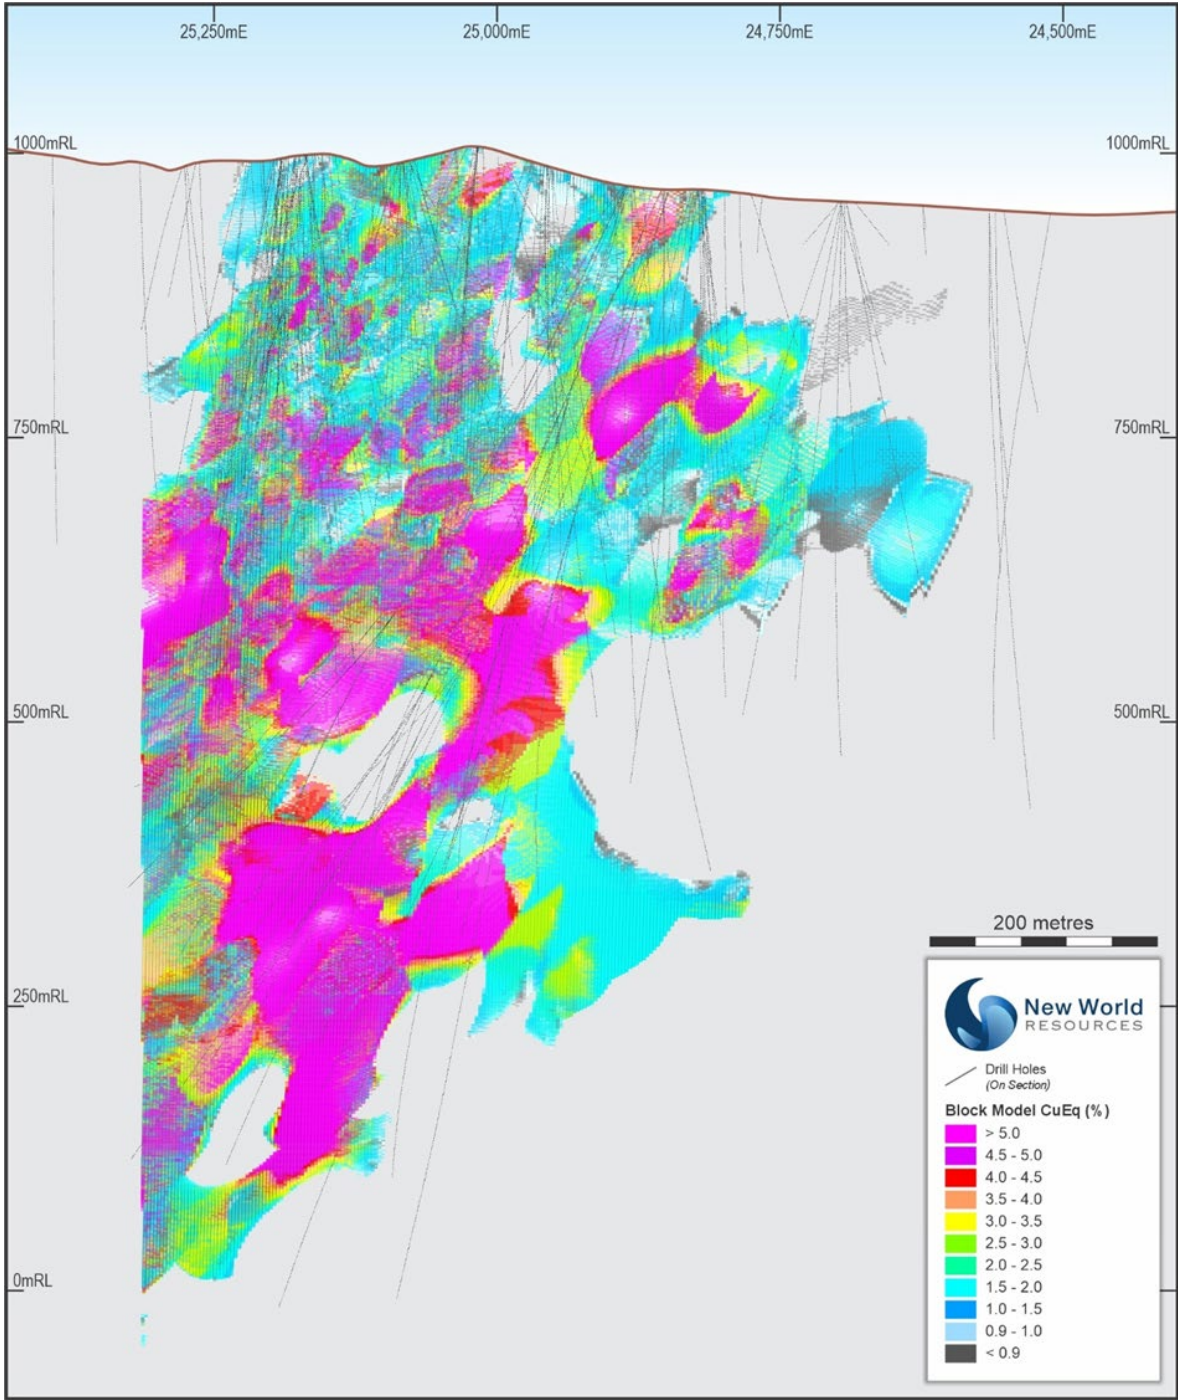 25,250mE 25,000mE 24,750mE 24,500mE
1000mRL 1000mRL
750mRL 750mRL
500mRL 500mRL
200 metres
New World
RESOURCES
250mRL
Drill Holes
(On Section)
Block Model CuEq (%)
> 5.0
4.5 - 5.0
4.0 - 4.5
3.5 - 4.0
3.0 - 3.5
2.5 - 3.0
2.0 - 2.5
1.5 - 2.0
1.0 - 1.5
0.9 - 1.0
< 0.9
0mRL